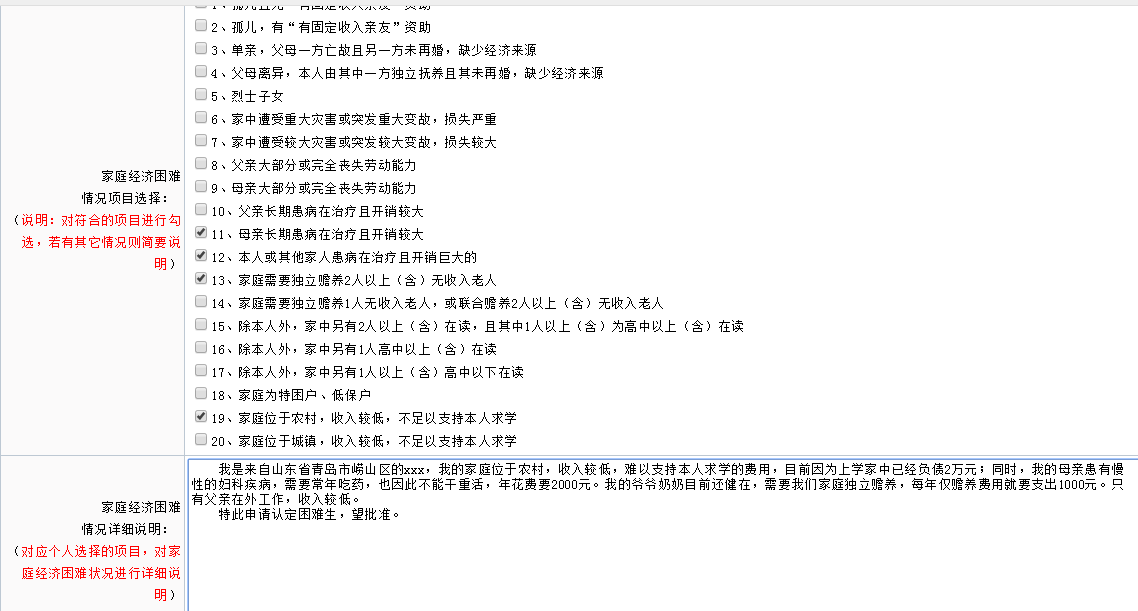 2、孤儿，有“有固定收入亲友”资助
3、单亲，父母一方亡故且另一方未再婚，缺少经济来源
4、父母离异，本人由其中一方独立抚养且其未再婚，缺少经济来源
5、烈士子女
6、家中遭受重大灾害或突发重大变故，损失严重
7、家中遭受较大灾害或突发较大变故，损失较大
8、父亲大部分或完全丧失劳动能力
9、母亲大部分或完全丧失劳动能力
10、父亲长期患病在治疗且开销较大
11、母亲长期患病在治疗且开销较大
12、本人或其他家人患病在治疗且开销巨大的
13、家庭需要独立赡养2人以上（含）无收入老人
14、家庭需要独立赡养1人无收入老人，或联合赡养2人以上（含）无收入老人
15、除本人外，家中另有2人以上（含）在读，且其中1人以上（含）为高中以上（含）在读
16、除本人外，家中另有1人高中以上（含）在读
17、除本人外，家中另有1人以上（含）高中以下在读
18、家庭为特困户、低保户
19、家庭位于农村，收入较低，不足以支持本人求学
20、家庭位于城镇，收入较低，不足以支持本人求学
家庭经济困难
情况项目选择：
（说明：对符合的项目进行勾
选，若有其它情况则简要说
明）
我是来自山东省青岛市崂山区的xxx，我的家庭位于农村，收入较低，难以支持本人求学的费用，目前因为上学家中已经负债2万元；同时，我的母亲患有慢
性的妇科疾病，需要常年吃药，也因此不能干重活，年花费要2000元。我的爷爷奶奶目前还健在，需要我们家庭独立赡养，每年仅赡养费用就要支出1000元。只
有父亲在外工作，收入较低。
特此申请认定困难生，望批准。
家庭经济困难
情况详细说明：
（对应个人选择的项目，对家
庭经济困难状况进行详细说
明）